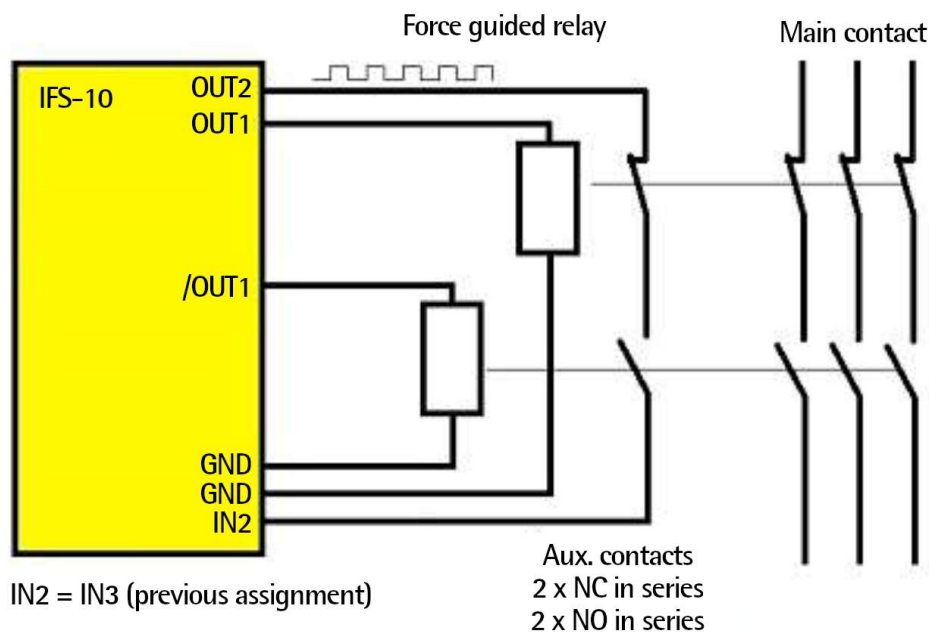 Force guided relay
Main contact
IFS-10
OUT2
OUT1
/OUT1
GND
GND
IN2
Aux. contacts
2 x NC in series
2 x NO in series
IN2 = IN3 (previous assignment)